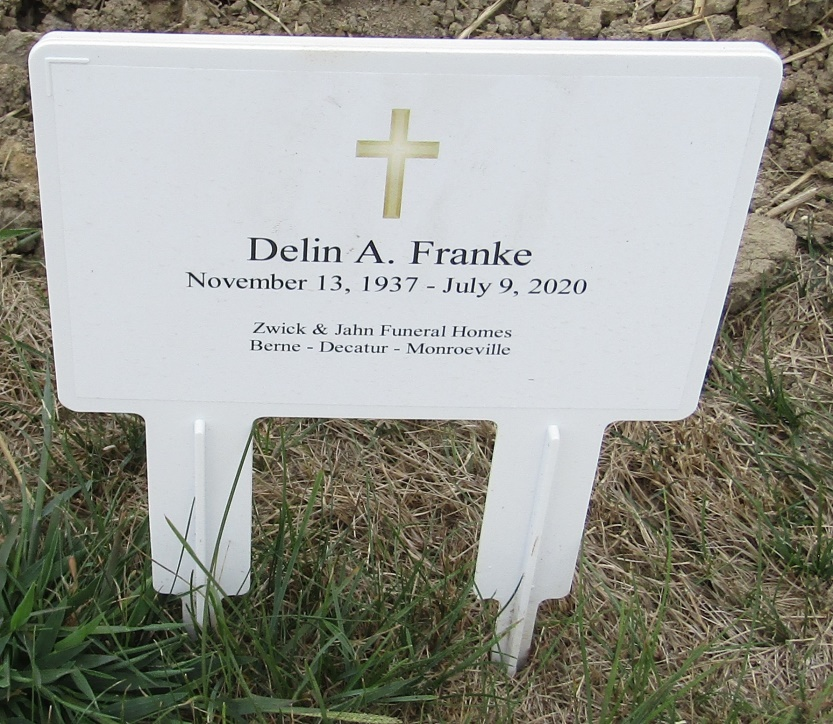 Delin A. Franke
November 13, 1937 - July 9, 2020
Zwick & Jahn Funeral Homes
Berne - Decatur - Monroeville